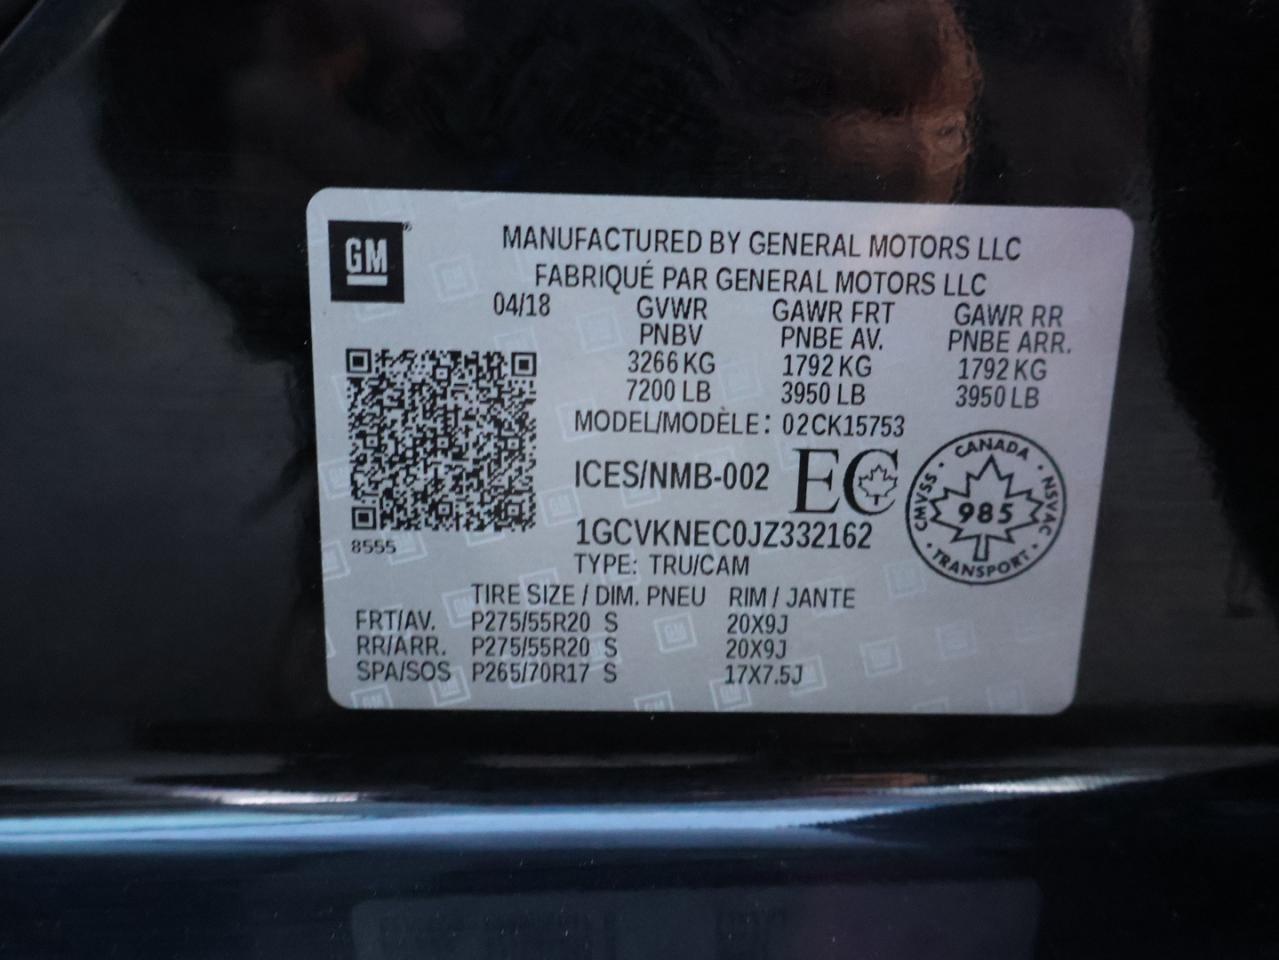 GM
MANUFACTURED BY GENERAL MOTORS LLC
FABRIQUÉ PAR GENERAL MOTORS LLC
04/18 GVWR GAWR FRT GAWR RR
PNBV PNBE AV. PNBE ARR.
3266 KG 1792 KG 1792 KG
7200 LB 3950 LB 3950 LB
MODEL/MODÈLE: 02CK15753
ICES/NMB-002 EC
CANADA
CMVSS 985 NSVAC
TRANSPORT
8555
1GCVKNEC0JZ332162
TYPE: TRU/CAM
TIRE SIZE / DIM. PNEU RIM / JANTE
FRT/AV. P275/55R20 S 20X9J
RR/ARR. P275/55R20 S 20X9J
SPA/SOS P265/70R17 S 17X7.5J